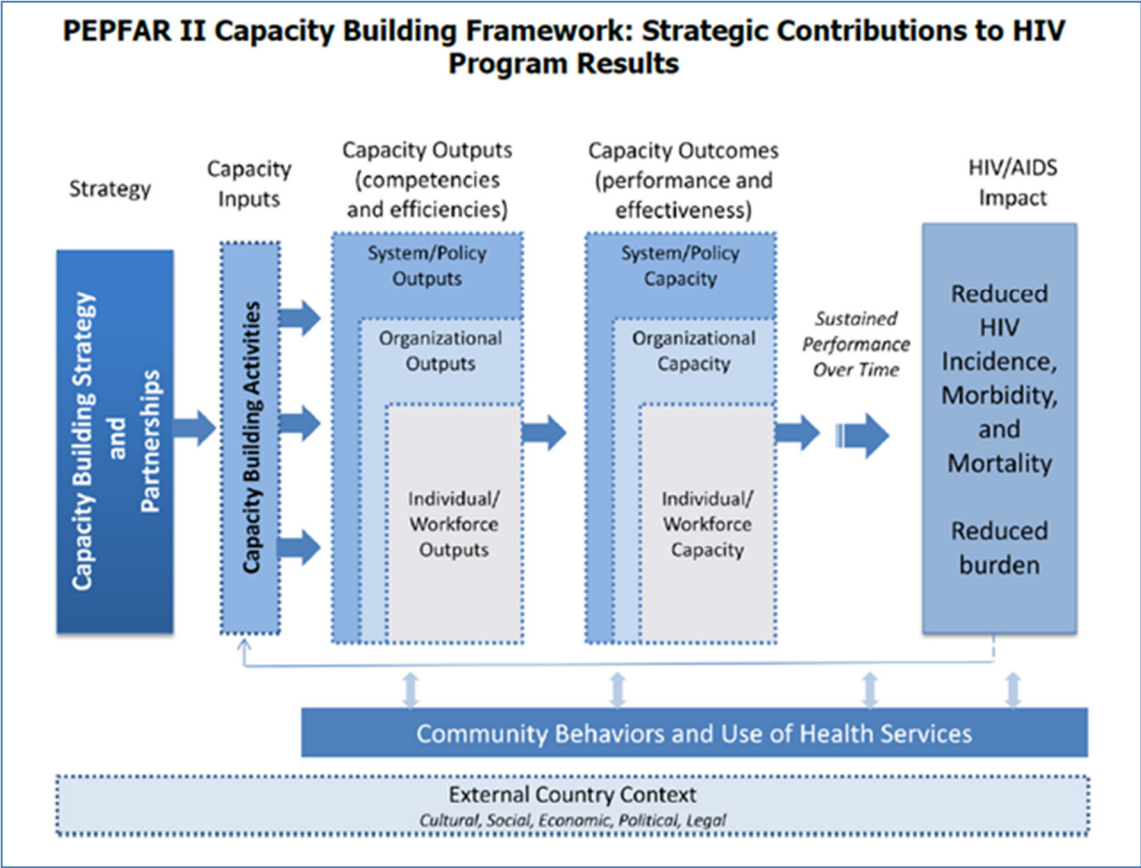 PEPFAR II Capacity Building Framework: Strategic Contributions to HIV
Program Results
Strategy
Capacity
Inputs
Capacity Outputs
(competencies
and efficiencies)
Capacity Outcomes
(performance and
effectiveness)
HIV/AIDS
Impact
Capacity Building Strategy
and
Partnerships
Capacity Building Activities
System/Policy
Outputs
Organizational
Outputs
Individual/
Workforce
Outputs
System/Policy
Capacity
Organizational
Capacity
Individual/
Workforce
Capacity
Sustained
Performance
Over Time
Reduced
HIV
Incidence,
Morbidity,
and
Mortality
Reduced
burden
Community Behaviors and Use of Health Services
External Country Context
Cultural, Social, Economic, Political, Legal